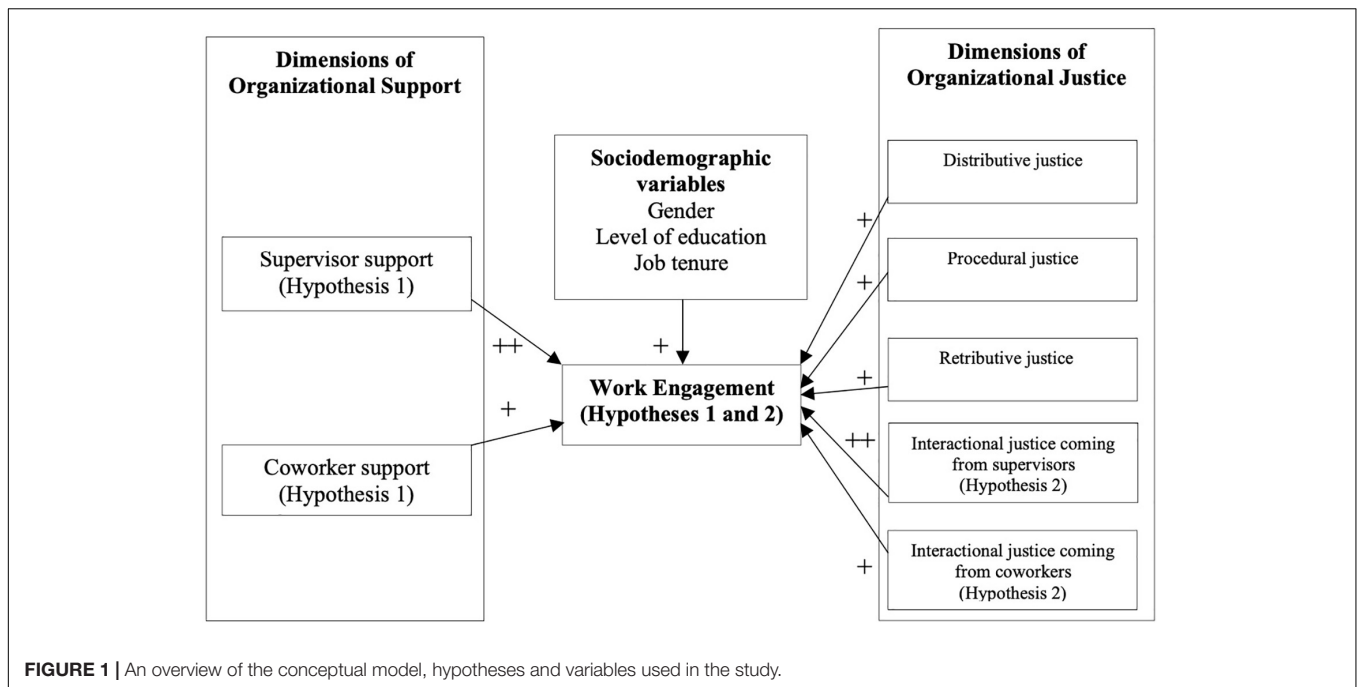 Dimensions of
Organizational Support
Supervisor support
(Hypothesis 1)
Coworker support
(Hypothesis 1)
++
+
Sociodemographic
variables
Gender
Level of education
Job tenure
+
Work Engagement
(Hypotheses 1 and 2)
Dimensions of
Organizational Justice
Distributive justice
+
Procedural justice
+
Retributive justice
+
Interactional justice coming
from supervisors
(Hypothesis 2)
++
Interactional justice coming
from coworkers
(Hypothesis 2)
+
FIGURE 1 | An overview of the conceptual model, hypotheses and variables used in the study.